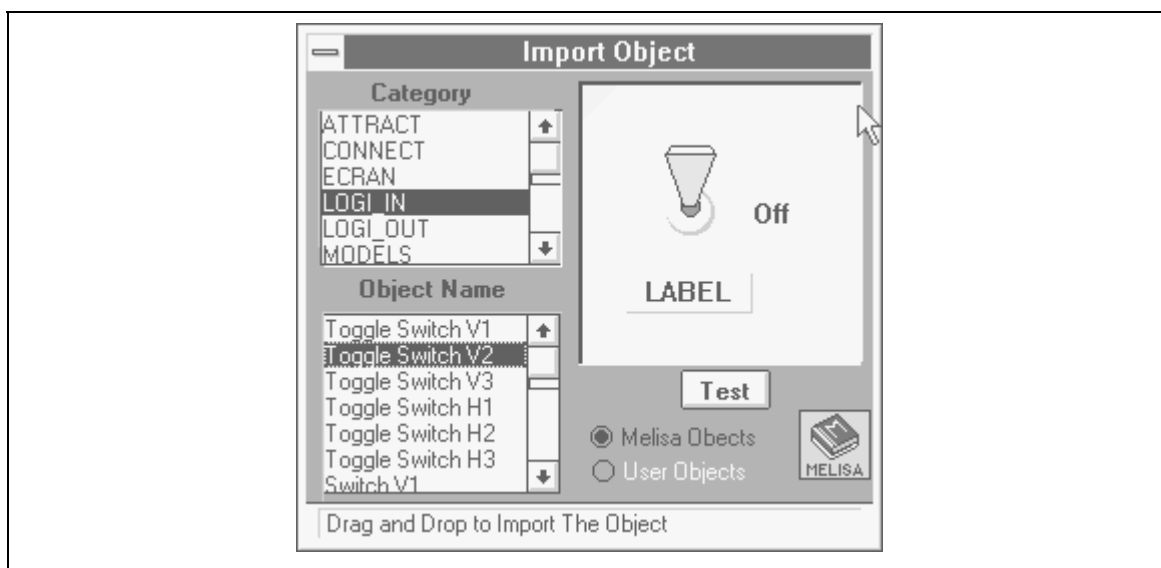 Import Object
Category
ATTRACT
CONNECT
ECRAN
LOGI_IN
LOGI_OUT
MODELS
Object Name
Toggle Switch V1
Toggle Switch V2
Toggle Switch V3
Toggle Switch H1
Toggle Switch H2
Toggle Switch H3
Switch V1
Off
LABEL
Test
Melisa Obects
User Objects
MELISA
Drag and Drop to Import The Object